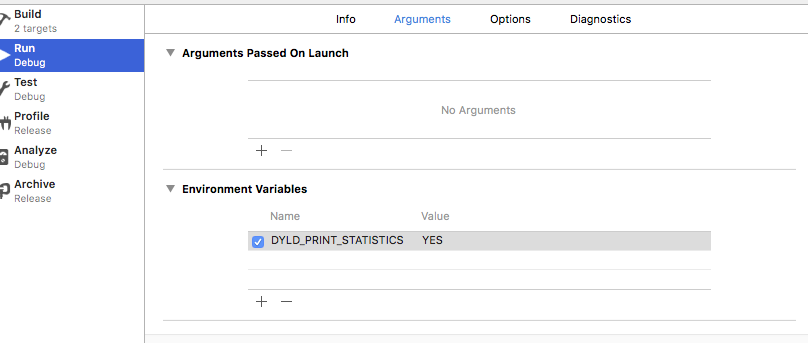 Build
2 targets
Run
Debug
Test
Debug
Profile
Release
Analyze
Debug
Archive
Release
Info Arguments Options Diagnostics
Arguments Passed On Launch
No Arguments
Environment Variables
Name Value
DYLD_PRINT_STATISTICS YES